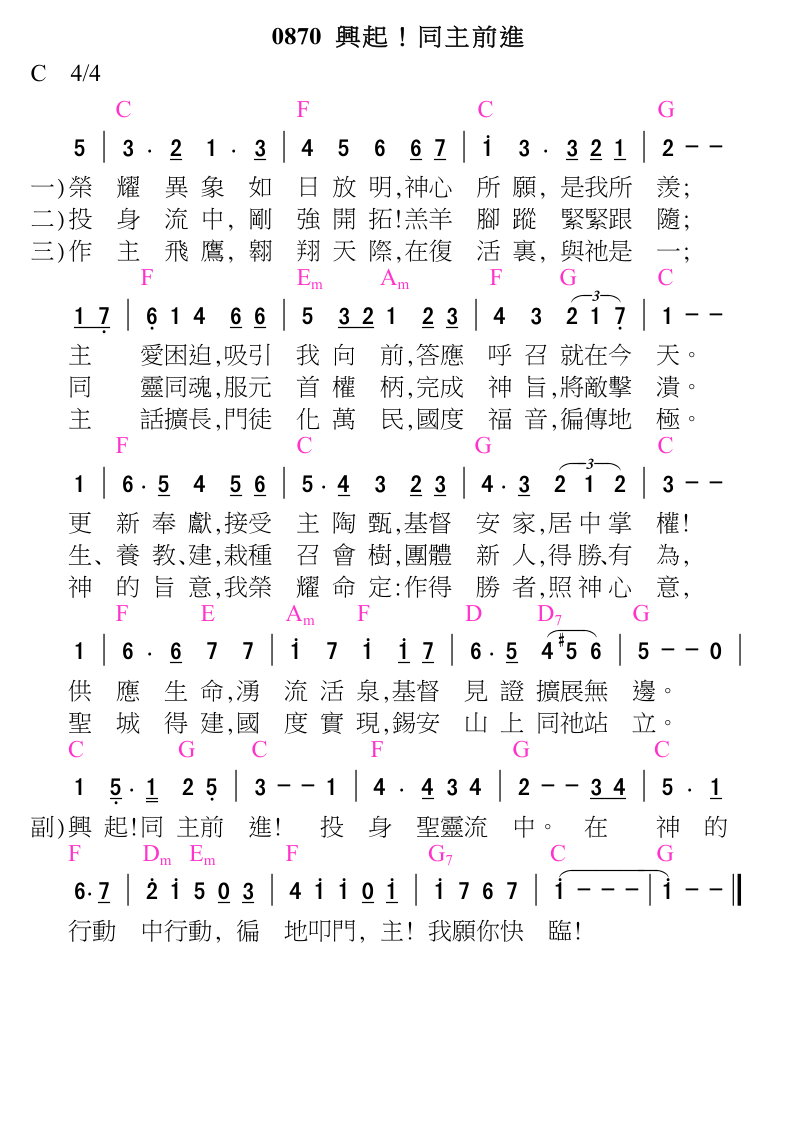 0870 興起！同主前進
C 4/4
C F C G
5 | 3 · 2 1 · 3 | 4 5 6 6 7 | i 3 · 3 2 1 | 2 - -
一)榮 耀 異 象 如 日 放 明,神心 所 願, 是我所 羨;
二)投 身 流 中, 剛 強 開 拓!羔羊 腳 蹤 緊緊跟 隨;
三)作 主 飛 鷹, 翱 翔 天 際,在復 活 裏, 與祂是 一;
F Em Am F G C
1 7 | 6 1 4 6 6 | 5 3 2 1 2 3 | 4 3 2 1 7 | 1 - -
主 愛困迫,吸引 我 向 前,答應 呼 召 就在今 天。
同 靈同魂,服元 首 權 柄,完成 神 旨,將敵擊 潰。
主 話擴長,門徒 化 萬 民,國度 福 音,徧傳地 極。
F C G C
1 | 6 · 5 4 5 6 | 5 · 4 3 2 3 | 4 · 3 2 1 2 | 3 - -
更 新 奉 獻,接受 主 陶 甄,基督 安 家,居 中 掌 權!
生、養 教、建,栽種 召 會 樹,團體 新 人,得 勝、有 為,
神 的 旨 意,我榮 耀 命 定:作得 勝 者,照 神 心 意,
F E Am F D D7 G
1 | 6 · 6 7 7 | i 7 i i 7 | 6 · 5 4 #5 6 | 5 - - 0 |
供 應 生 命,湧 流 活 泉,基督 見 證 擴展無 邊。
聖 城 得 建,國 度 實 現,錫安 山 上 同祂站 立。
C G C F G C
1 5 · 1 2 5 | 3 - - 1 | 4 · 4 3 4 | 2 - - 3 4 | 5 · 1
副)興 起!同 主前 進! 投 身 聖靈流 中。 在 神 的
F Dm Em F G7 C G
6 · 7 | 2 i 5 0 3 | 4 i i 0 i | i 7 6 7 | i - - - | i - - ‖
行動 中行動, 徧 地叩門, 主! 我願你快 臨!